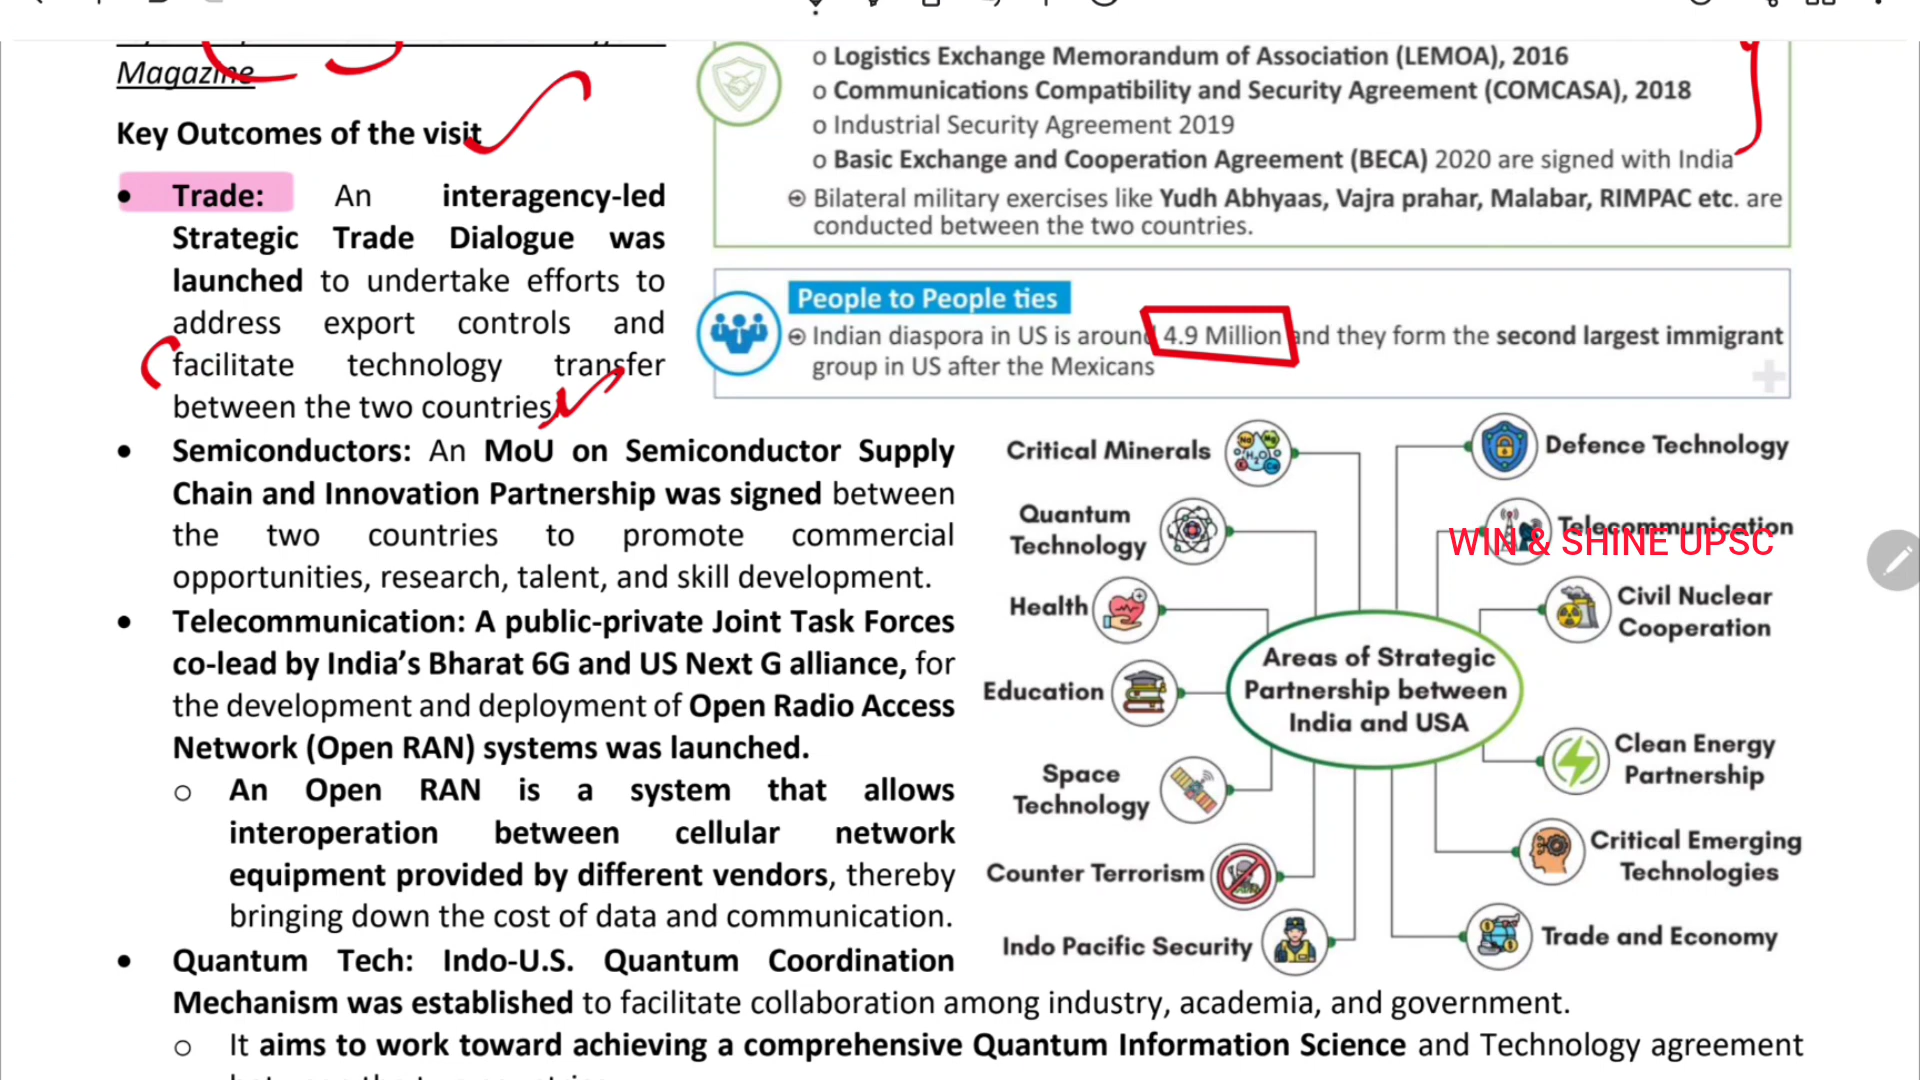 Magazine
Key Outcomes of the visit
• Trade: An interagency-led
Strategic Trade Dialogue was
launched to undertake efforts to
address export controls and
facilitate technology transfer
between the two countries
• Semiconductors: An MoU on Semiconductor Supply
Chain and Innovation Partnership was signed between
the two countries to promote commercial
opportunities, research, talent, and skill development.
• Telecommunication: A public-private Joint Task Forces
co-lead by India’s Bharat 6G and US Next G alliance, for
the development and deployment of Open Radio Access
Network (Open RAN) systems was launched.
o An Open RAN is a system that allows
interoperation between cellular network
equipment provided by different vendors, thereby
bringing down the cost of data and communication.
• Quantum Tech: Indo-U.S. Quantum Coordination
Mechanism was established to facilitate collaboration among industry, academia, and government.
o It aims to work toward achieving a comprehensive Quantum Information Science and Technology agreement
o Logistics Exchange Memorandum of Association (LEMOA), 2016
o Communications Compatibility and Security Agreement (COMCASA), 2018
o Industrial Security Agreement 2019
o Basic Exchange and Cooperation Agreement (BECA) 2020 are signed with India
Bilateral military exercises like Yudh Abhyaas, Vajra prahar, Malabar, RIMPAC etc. are
conducted between the two countries.
People to People ties
Indian diaspora in US is around 4.9 Million and they form the second largest immigrant
group in US after the Mexicans
Critical Minerals
Quantum
Technology
Health
Education
Space
Technology
Counter Terrorism
Indo Pacific Security
Areas of Strategic
Partnership between
India and USA
Defence Technology
Telecommunication
WIN & SHINE UPSC
Civil Nuclear
Cooperation
Clean Energy
Partnership
Critical Emerging
Technologies
Trade and Economy